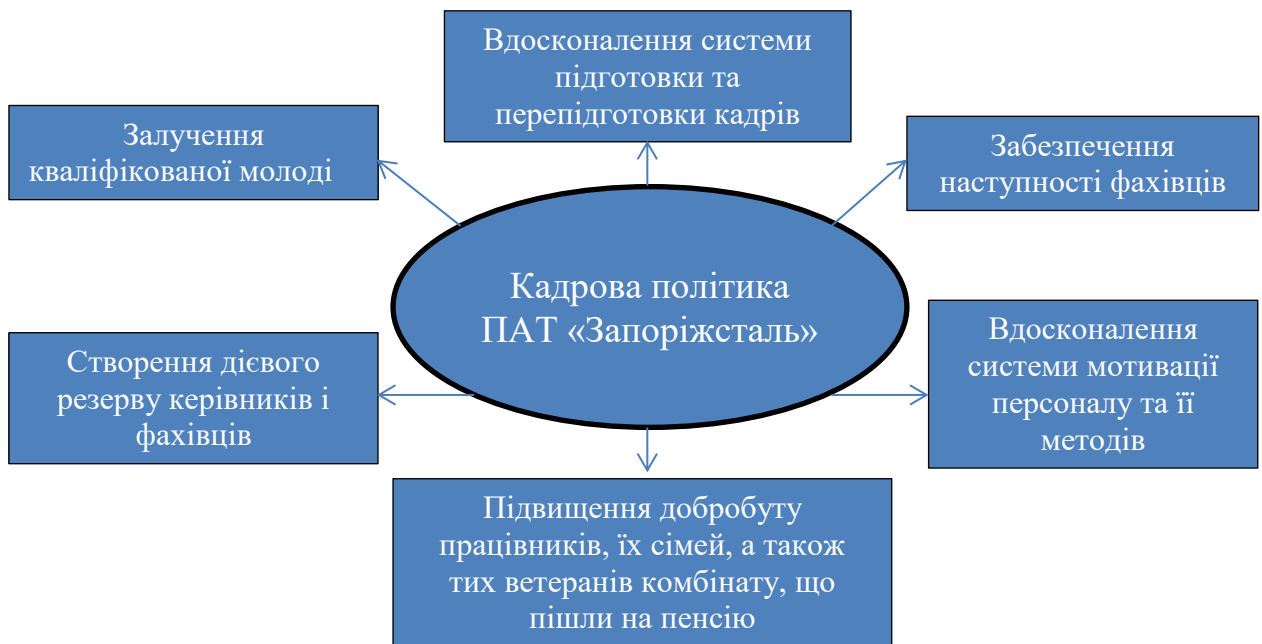 Вдосконалення системи
підготовки та
перепідготовки кадрів
Залучення
кваліфікованої молоді
Забезпечення
наступності фахівців
Кадрова політика
ПАТ «Запоріжсталь»
Створення дієвого
резерву керівників і
фахівців
Вдосконалення
системи мотивації
персоналу та її
методів
Підвищення добробуту
працівників, їх сімей, а також
тих ветеранів комбінату, що
пішли на пенсію